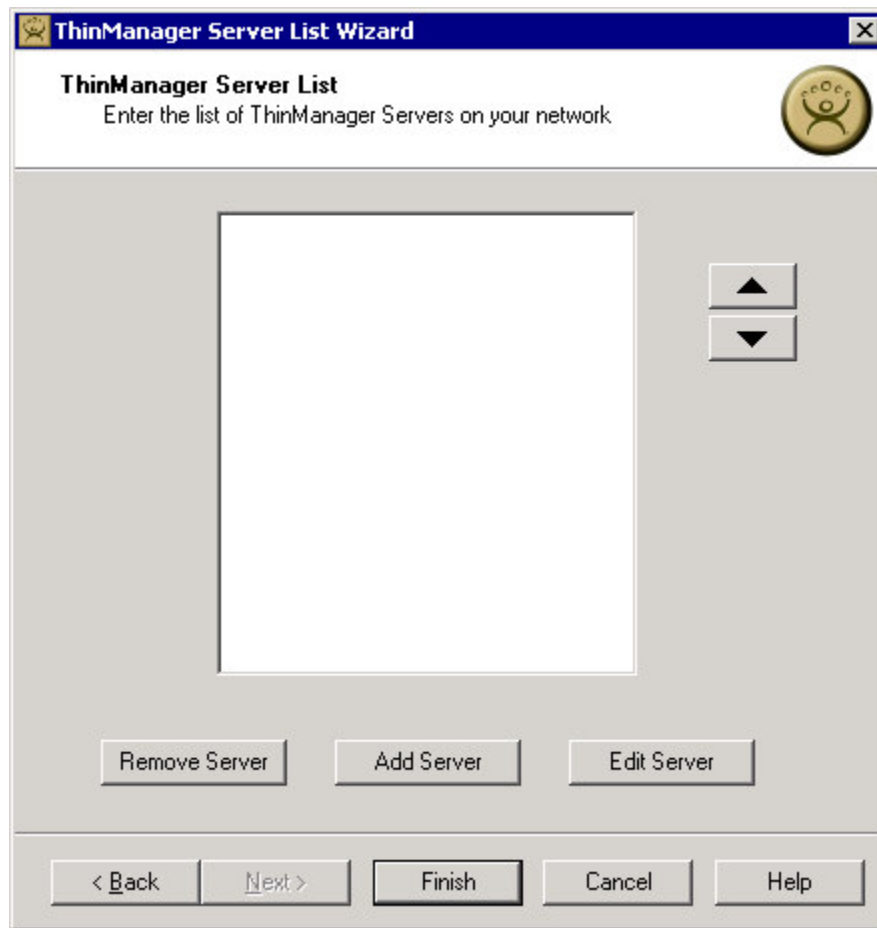 ThinManager Server List Wizard
ThinManager Server List
Enter the list of ThinManager Servers on your network
Remove Server
Add Server
Edit Server
< Back
Next >
Finish
Cancel
Help